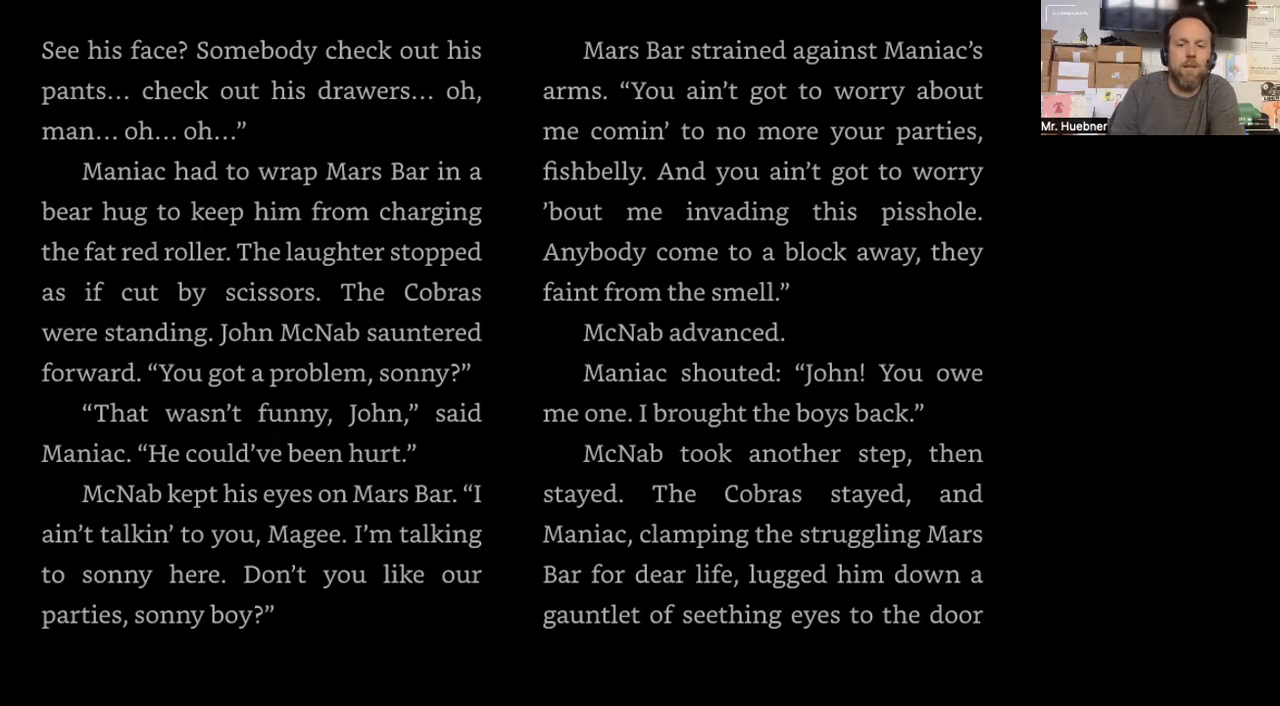 See his face? Somebody check out his
pants… check out his drawers… oh,
man… oh… oh…”
Maniac had to wrap Mars Bar in a
bear hug to keep him from charging
the fat red roller. The laughter stopped
as if cut by scissors. The Cobras
were standing. John McNab sauntered
forward. “You got a problem, sonny?”
“That wasn’t funny, John,” said
Maniac. “He could’ve been hurt.”
McNab kept his eyes on Mars Bar. “I
ain’t talkin’ to you, Magee. I’m talking
to sonny here. Don’t you like our
parties, sonny boy?”
Mars Bar strained against Maniac’s
arms. “You ain’t got to worry about
me comin’ to no more your parties,
fishbelly. And you ain’t got to worry
’bout me invading this pisshole.
Anybody come to a block away, they
faint from the smell.”
McNab advanced.
Maniac shouted: “John! You owe
me one. I brought the boys back.”
McNab took another step, then
stayed. The Cobras stayed, and
Maniac, clamping the struggling Mars
Bar for dear life, lugged him down a
gauntlet of seething eyes to the door
Mr. Huebner